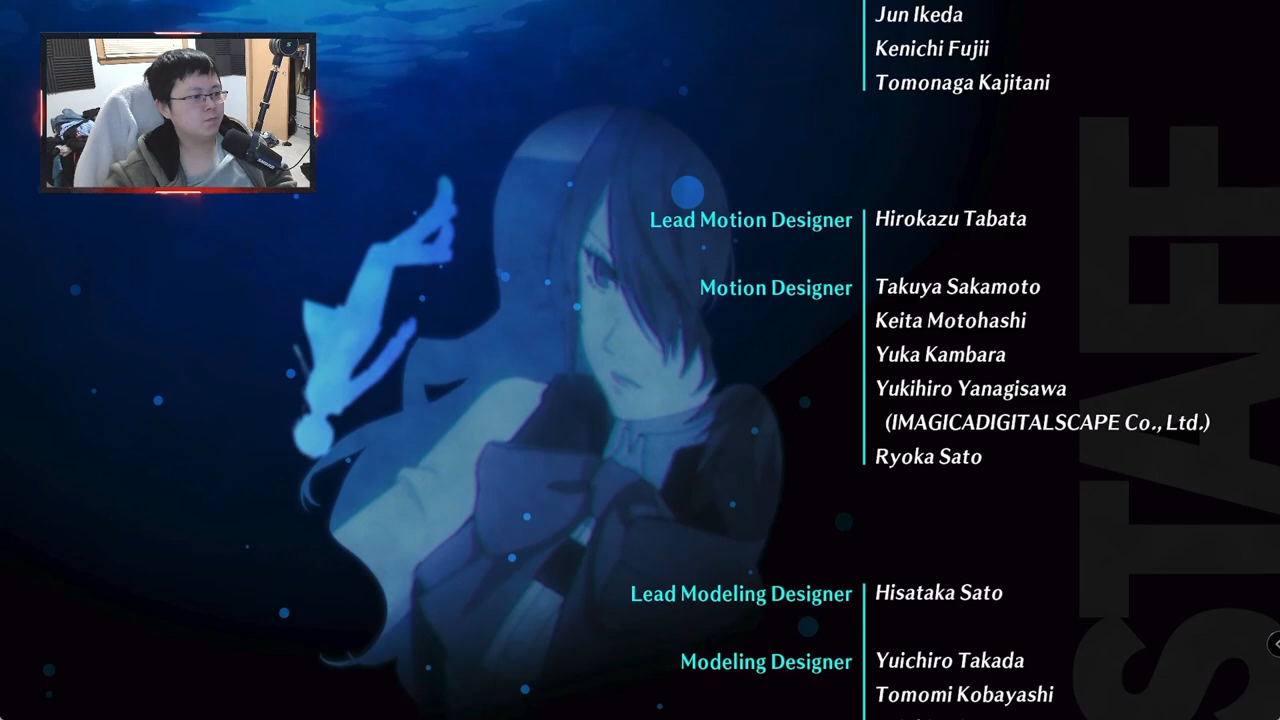 Jun Ikeda
Kenichi Fujii
Tomonaga Kajitani
Lead Motion Designer Hirokazu Tabata
Motion Designer Takuya Sakamoto
Keita Motohashi
Yuka Kambara
Yukihiro Yanagisawa
(IMAGICADIGITALSCAPE Co., Ltd.)
Ryoka Sato
Lead Modeling Designer Hisataka Sato
Modeling Designer Yuichiro Takada
Tomomi Kobayashi
STAFF